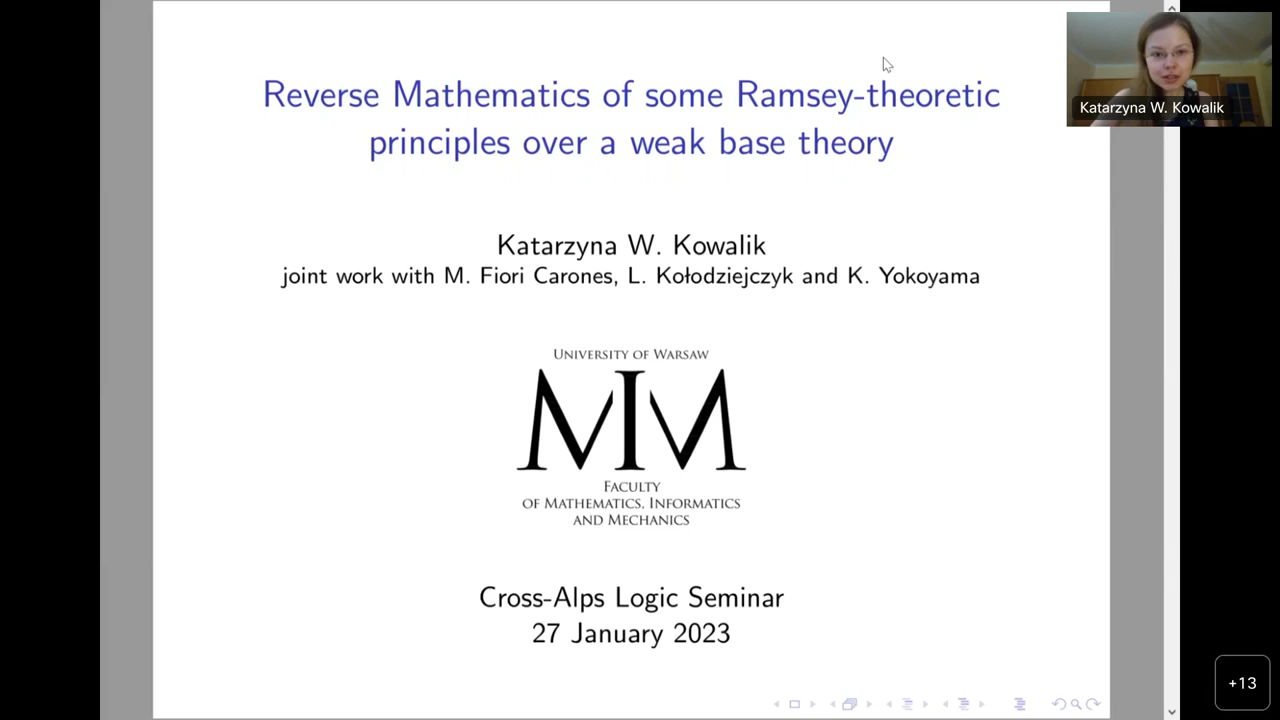 Reverse Mathematics of some Ramsey-theoretic
principles over a weak base theory
Katarzyna W. Kowalik
Katarzyna W. Kowalik
joint work with M. Fiori Carones, L. Kołodziejczyk and K. Yokoyama
UNIVERSITY OF WARSAW
MIM
FACULTY
OF MATHEMATICS, INFORMATICS
AND MECHANICS
Cross-Alps Logic Seminar
27 January 2023
+13